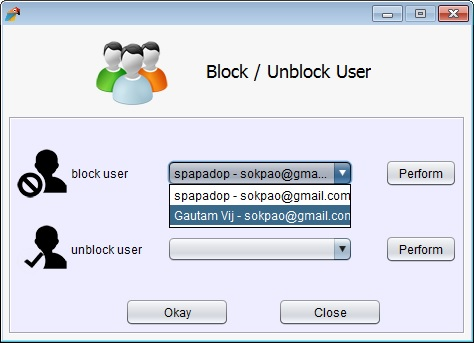 Block / Unblock User
block user
spapadop - sokpao@gma...
Perform
spapadop - sokpao@gmail.com
Gautam Vij - sokpao@gmail.con
unblock user
Perform
Okay
Close